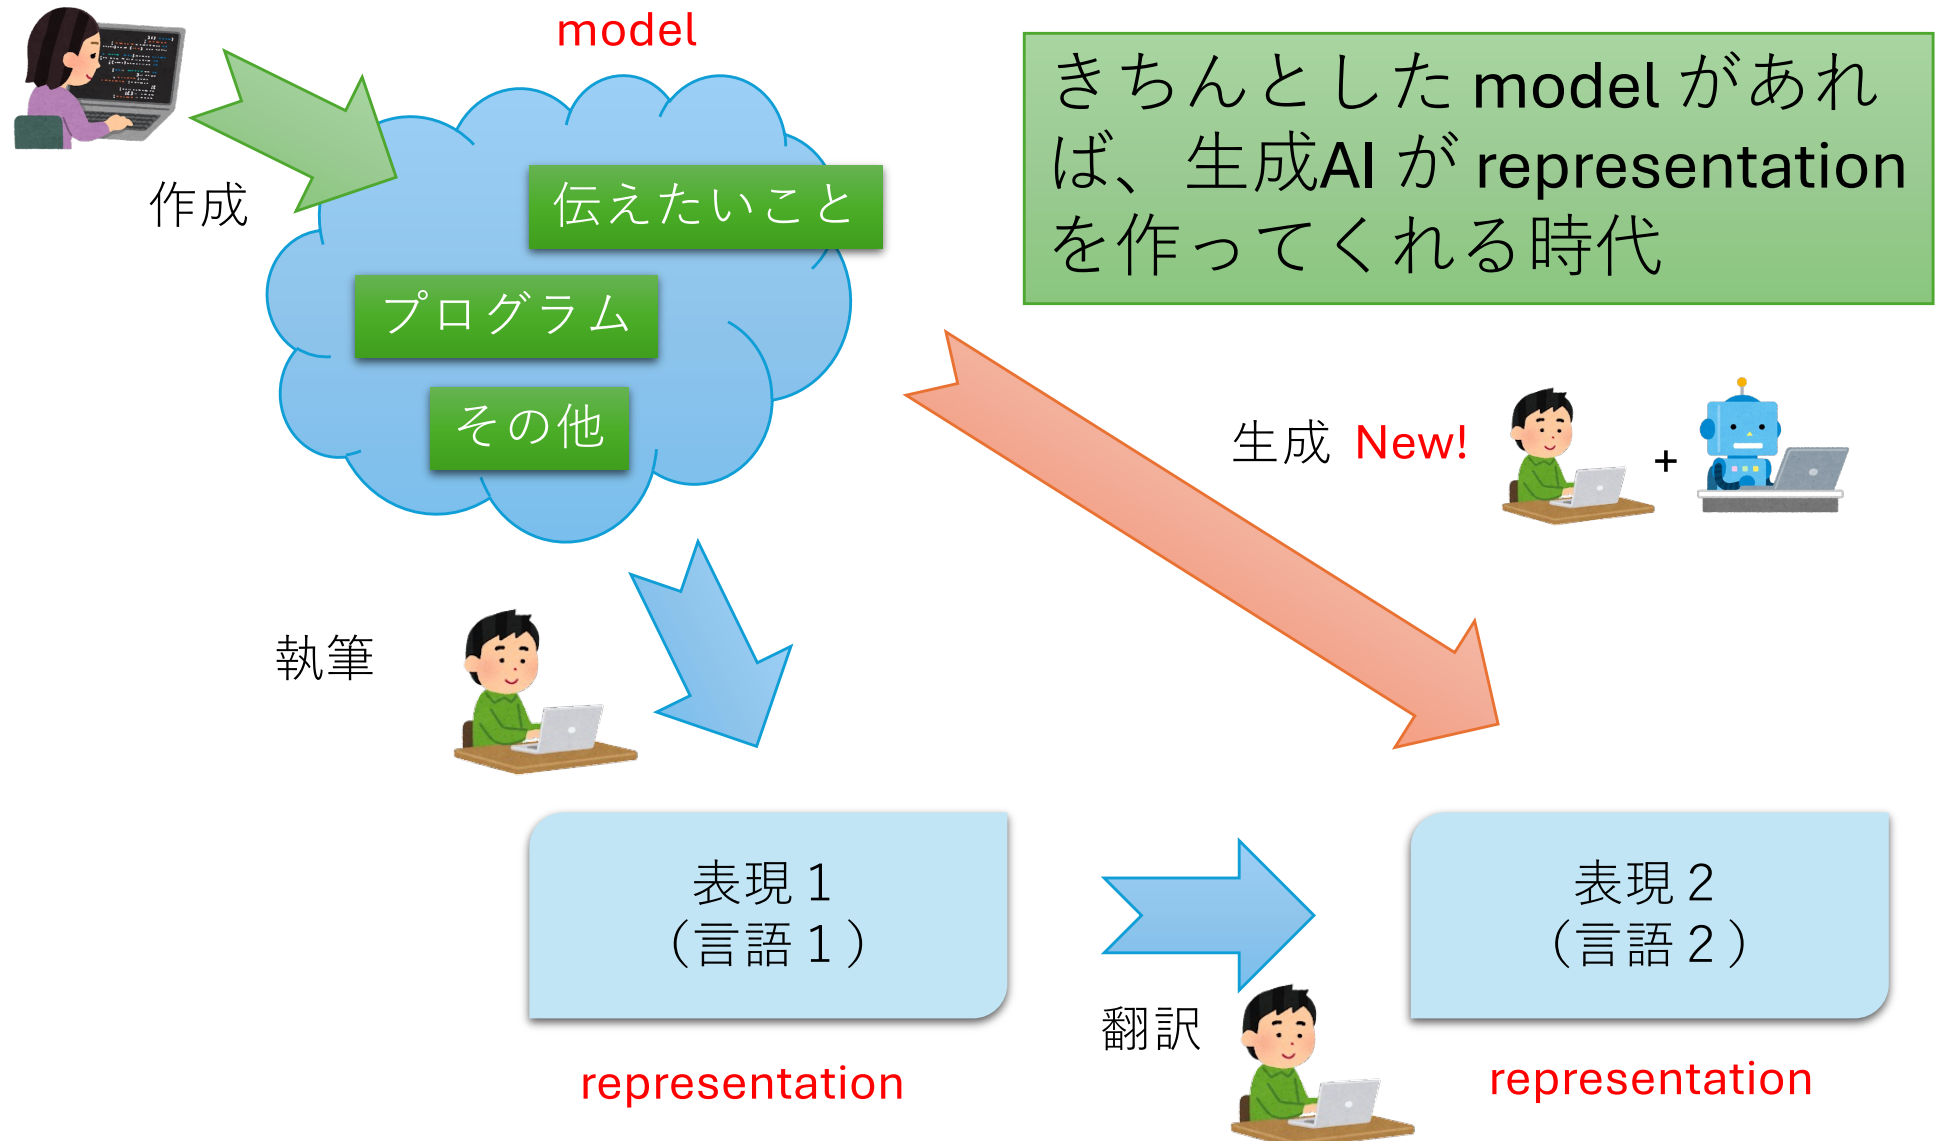 model
きちんとした model があれ
ば、生成AI が representation
を作ってくれる時代
作成
伝えたいこと
プログラム
その他
生成 New!
+
執筆
表現１
（言語１）
表現２
（言語２）
翻訳
representation
representation